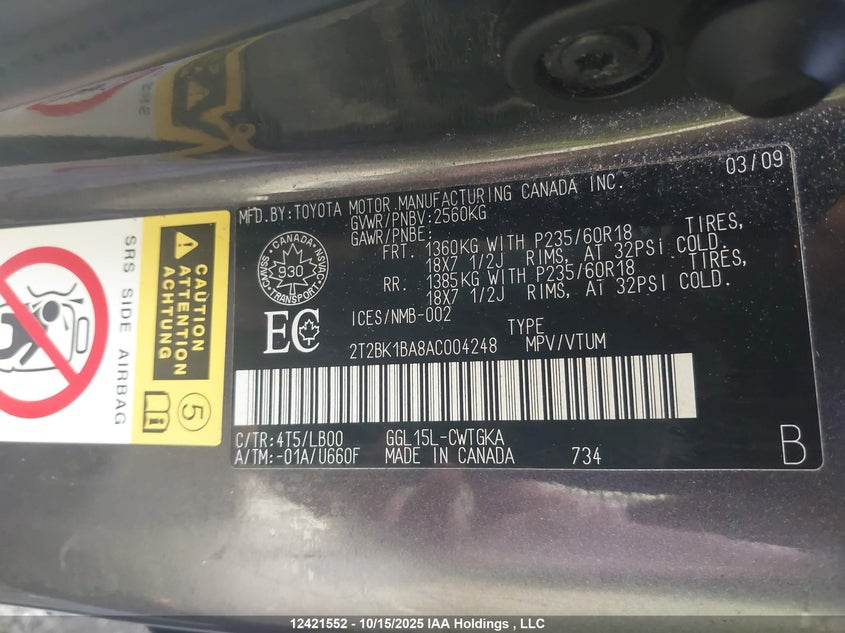 03/09
MFD.BY:TOYOTA MOTOR MANUFACTURING CANADA INC.
GVWR/PNBV:2560KG
GAWR/PNBE:
FRT. 1360KG WITH P235/60R18 TIRES,
18X7 1/2J RIMS, AT 32PSI COLD.
RR. 1385KG WITH P235/60R18 TIRES,
18X7 1/2J RIMS, AT 32PSI COLD.
CANADA
930
TRANSPORT
CMVSS
NSVAC
ICES/NMB-002
EC
TYPE
2T2BK1BA8AC004248 MPV/VTUM
C/TR:4T5/LB00 GGL15L-CWTGKA
A/TM:-01A/U660F MADE IN CANADA 734
B
SRS SIDE AIRBAG
CAUTION
ATTENTION
ACHTUNG
5
12421552 - 10/15/2025 IAA Holdings , LLC